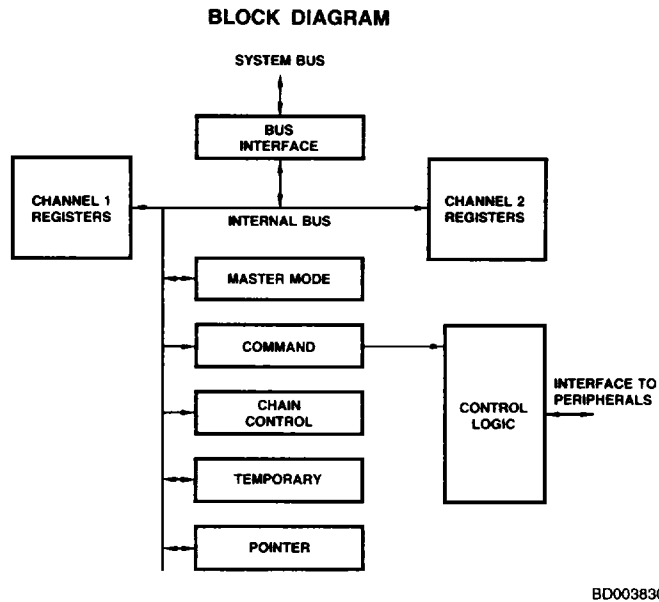 BLOCK DIAGRAM
SYSTEM BUS
BUS
INTERFACE
CHANNEL 1
REGISTERS
CHANNEL 2
REGISTERS
INTERNAL BUS
MASTER MODE
COMMAND
CHAIN
CONTROL
TEMPORARY
POINTER
CONTROL
LOGIC
INTERFACE TO
PERIPHERALS